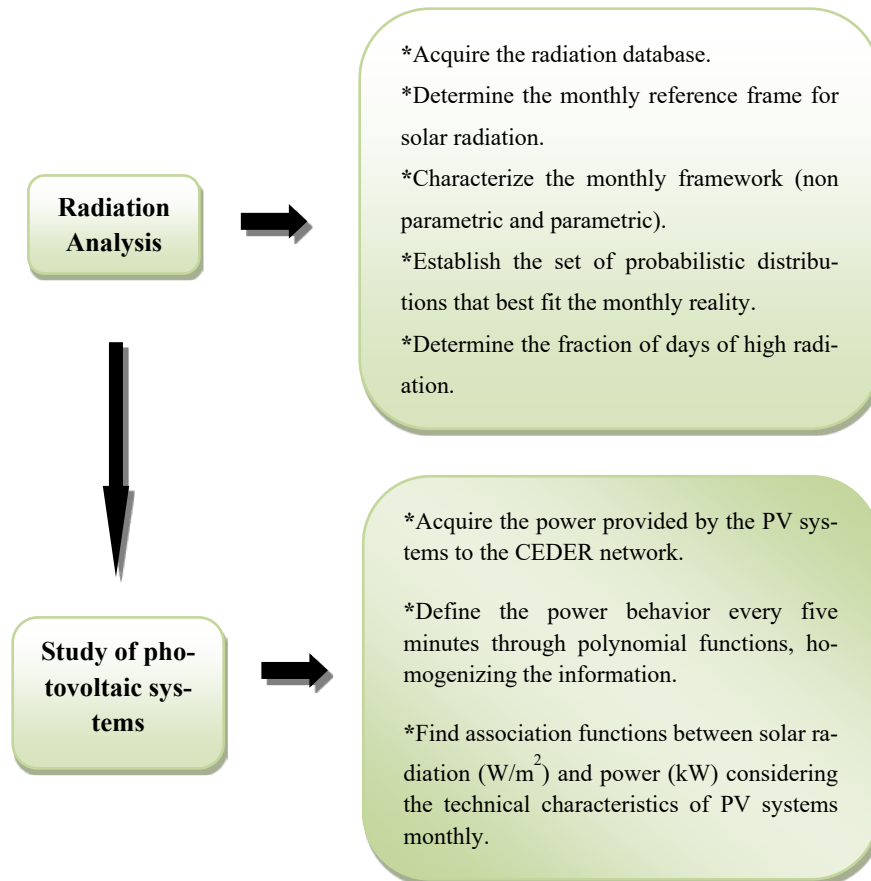 Radiation
Analysis
*Acquire the radiation database.
*Determine the monthly reference frame for
solar radiation.
*Characterize the monthly framework (non
parametric and parametric).
*Establish the set of probabilistic distribu-
tions that best fit the monthly reality.
*Determine the fraction of days of high radi-
ation.
Study of pho-
tovoltaic sys-
tems
*Acquire the power provided by the PV sys-
tems to the CEDER network.
*Define the power behavior every five
minutes through polynomial functions, ho-
mogenizing the information.
*Find association functions between solar ra-
diation (W/m²) and power (kW) considering
the technical characteristics of PV systems
monthly.